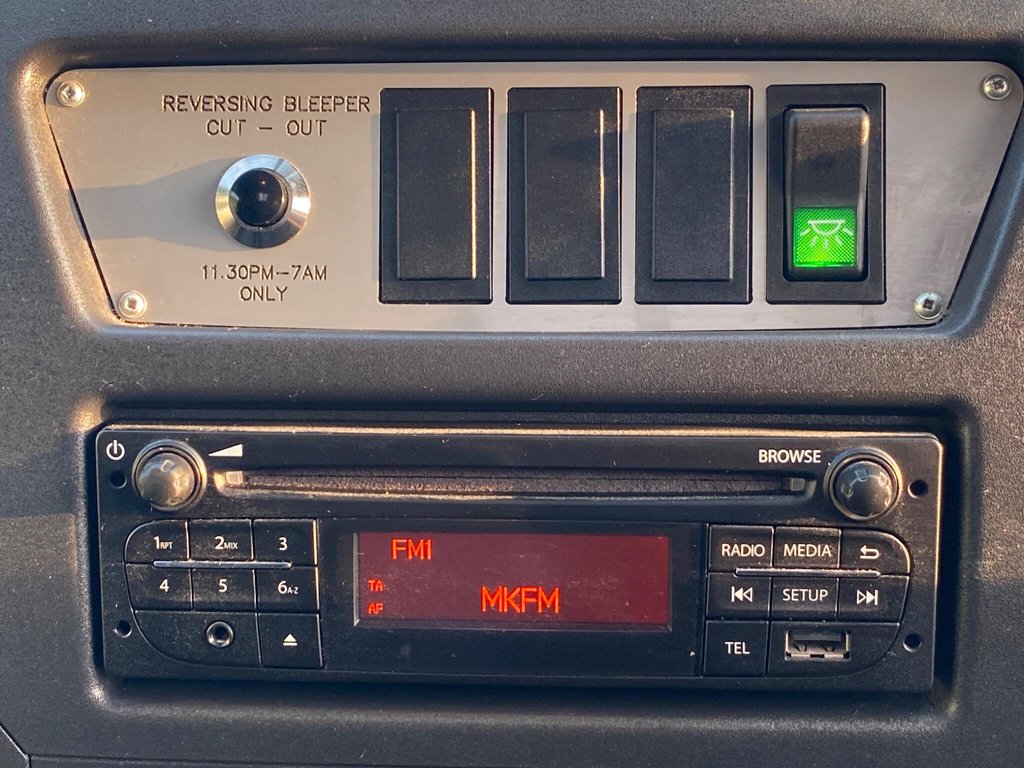 REVERSING BLEEPER
CUT - OUT
11.30PM-7AM
ONLY
BROWSE
1RPT 2MIX 3
4 5 6A-Z
FM1
TA
AF
MKFM
RADIO MEDIA
SETUP
TEL